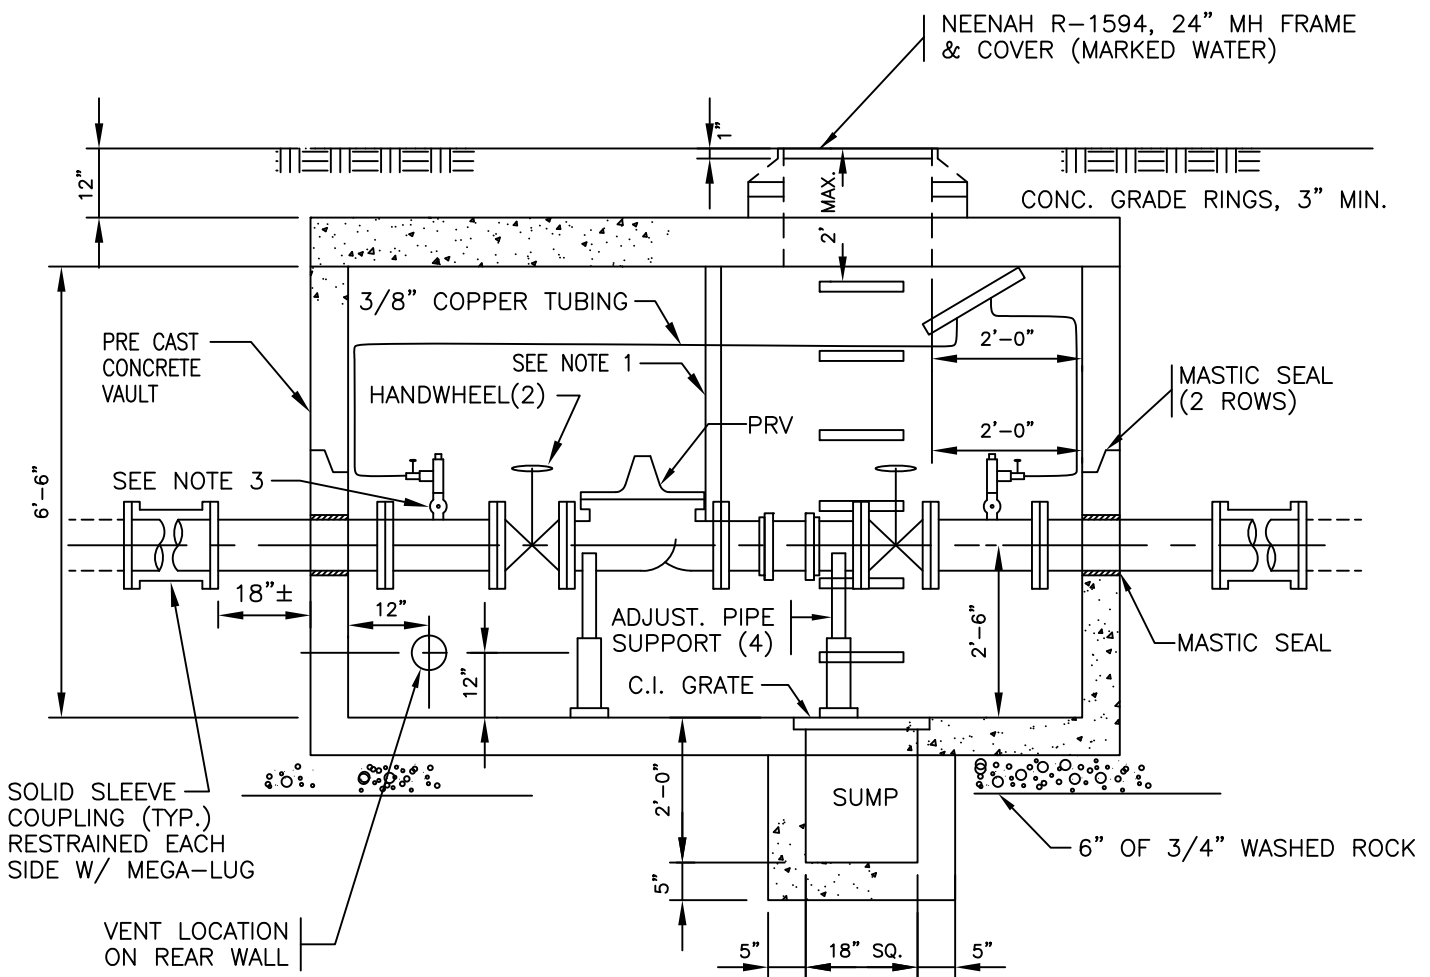 NEENAH R-1594, 24" MH FRAME
& COVER (MARKED WATER)
1"
12"
2' MAX.
CONC. GRADE RINGS, 3" MIN.
3/8" COPPER TUBING
PRE CAST
CONCRETE
VAULT
SEE NOTE 1
2'-0"
HANDWHEEL(2)
MASTIC SEAL
(2 ROWS)
PRV
2'-0"
SEE NOTE 3
6'-6"
18"±
12"
ADJUST. PIPE
SUPPORT (4)
2'-6"
MASTIC SEAL
12"
C.I. GRATE
SOLID SLEEVE
COUPLING (TYP.)
RESTRAINED EACH
SIDE W/ MEGA-LUG
2'-0"
SUMP
6" OF 3/4" WASHED ROCK
5"
VENT LOCATION
ON REAR WALL
5"
18" SQ.
5"